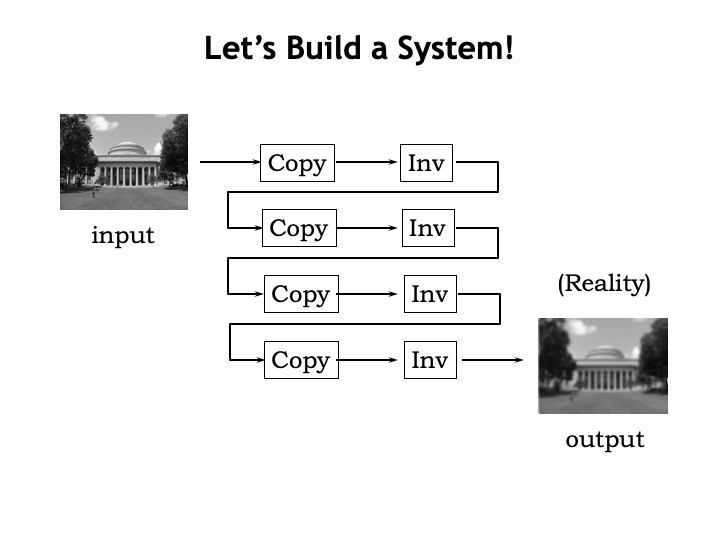 Let's Build a System!
Copy
Inv
input
Copy
Inv
Copy
Inv
(Reality)
Copy
Inv
output